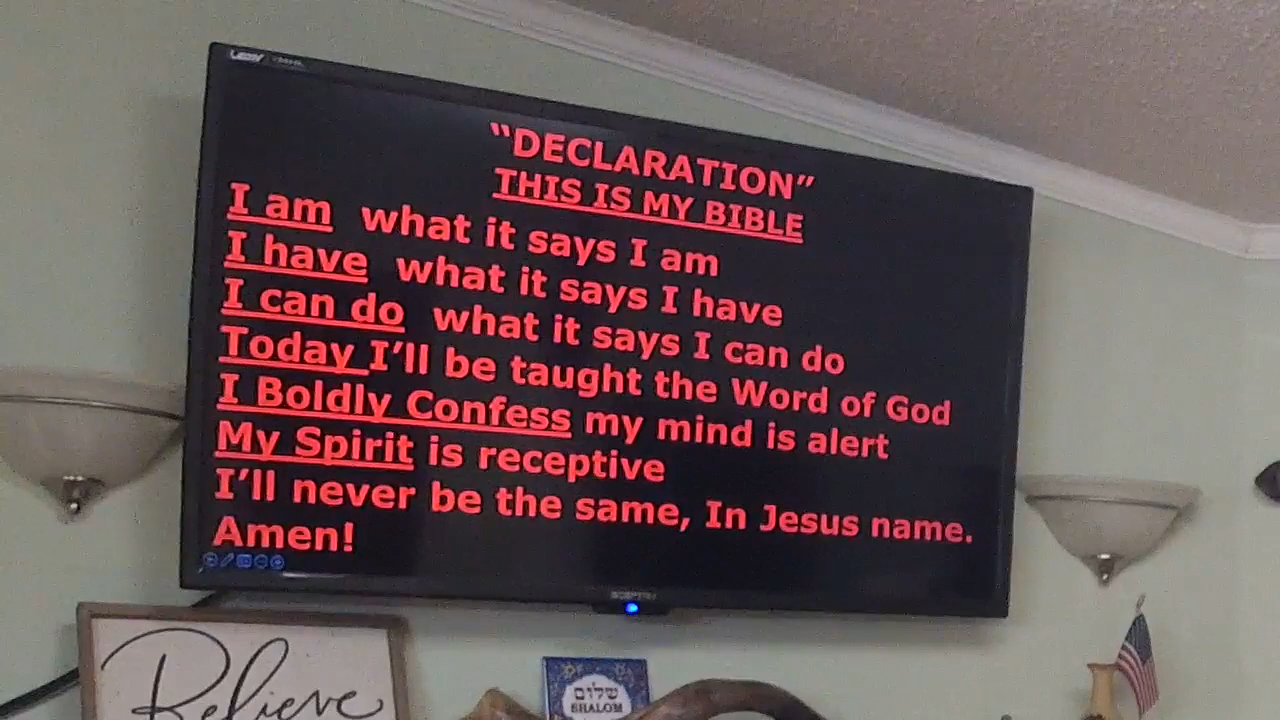 “DECLARATION”
THIS IS MY BIBLE
I am what it says I am
I have what it says I have
I can do what it says I can do
Today I’ll be taught the Word of God
I Boldly Confess my mind is alert
My Spirit is receptive
I’ll never be the same, In Jesus name.
Amen!
SCEPTRE
Believe
שלום
SHALOM